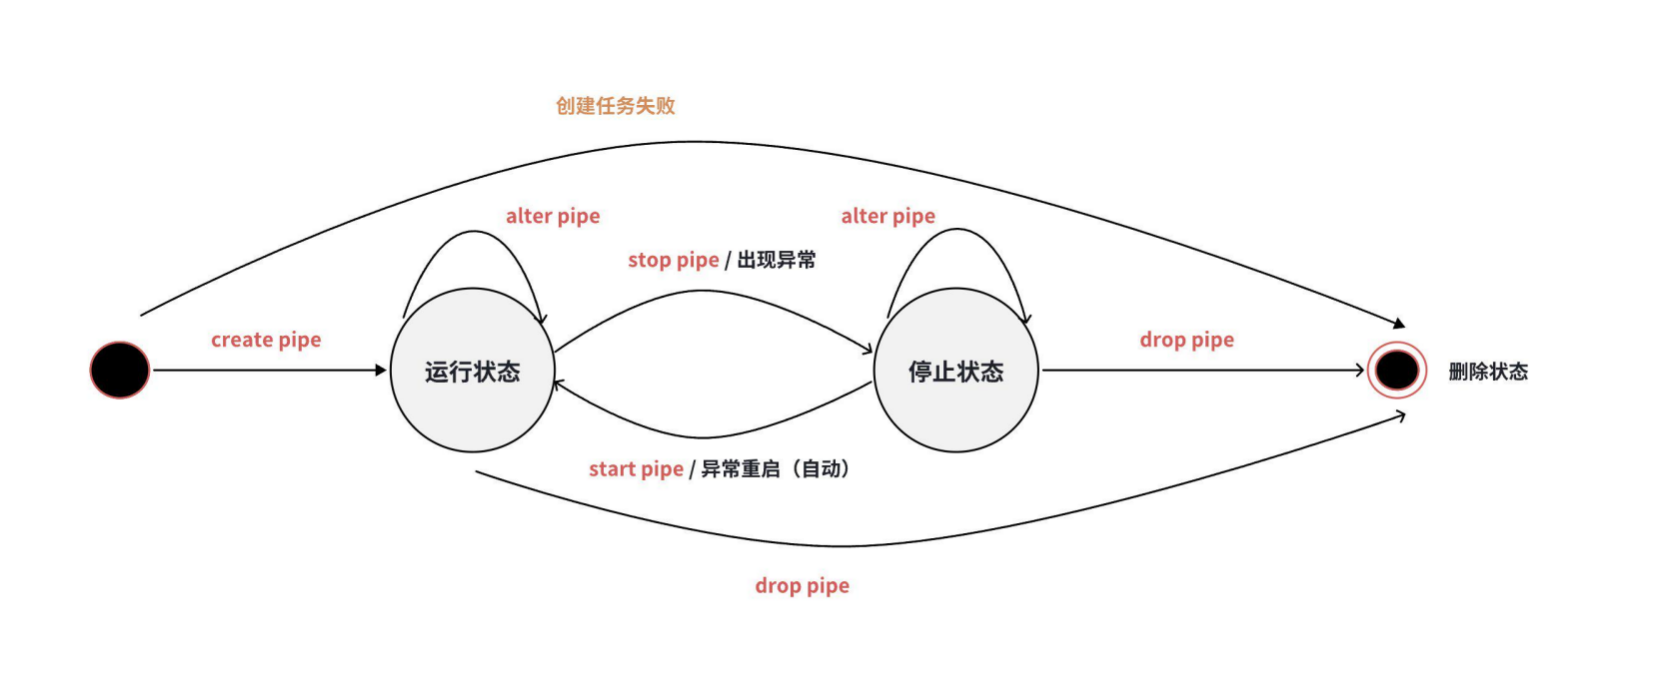 创建任务失败
alter pipe
alter pipe
stop pipe / 出现异常
create pipe
drop pipe
运行状态
停止状态
删除状态
start pipe / 异常重启（自动）
drop pipe